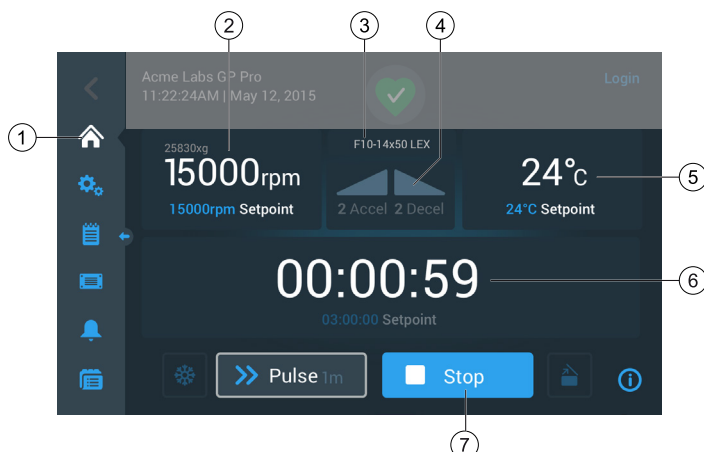 2
3
4
Acme Labs GP Pro
Login
11:22:24AM | May 12, 2015
1
F10-14x50 LEX
25830xg
15000rpm
24°C
5
15000rpm Setpoint
2 Accel 2 Decel
24°C Setpoint
00:00:59
6
03:00:00 Setpoint
Pulse 1m
Stop
7